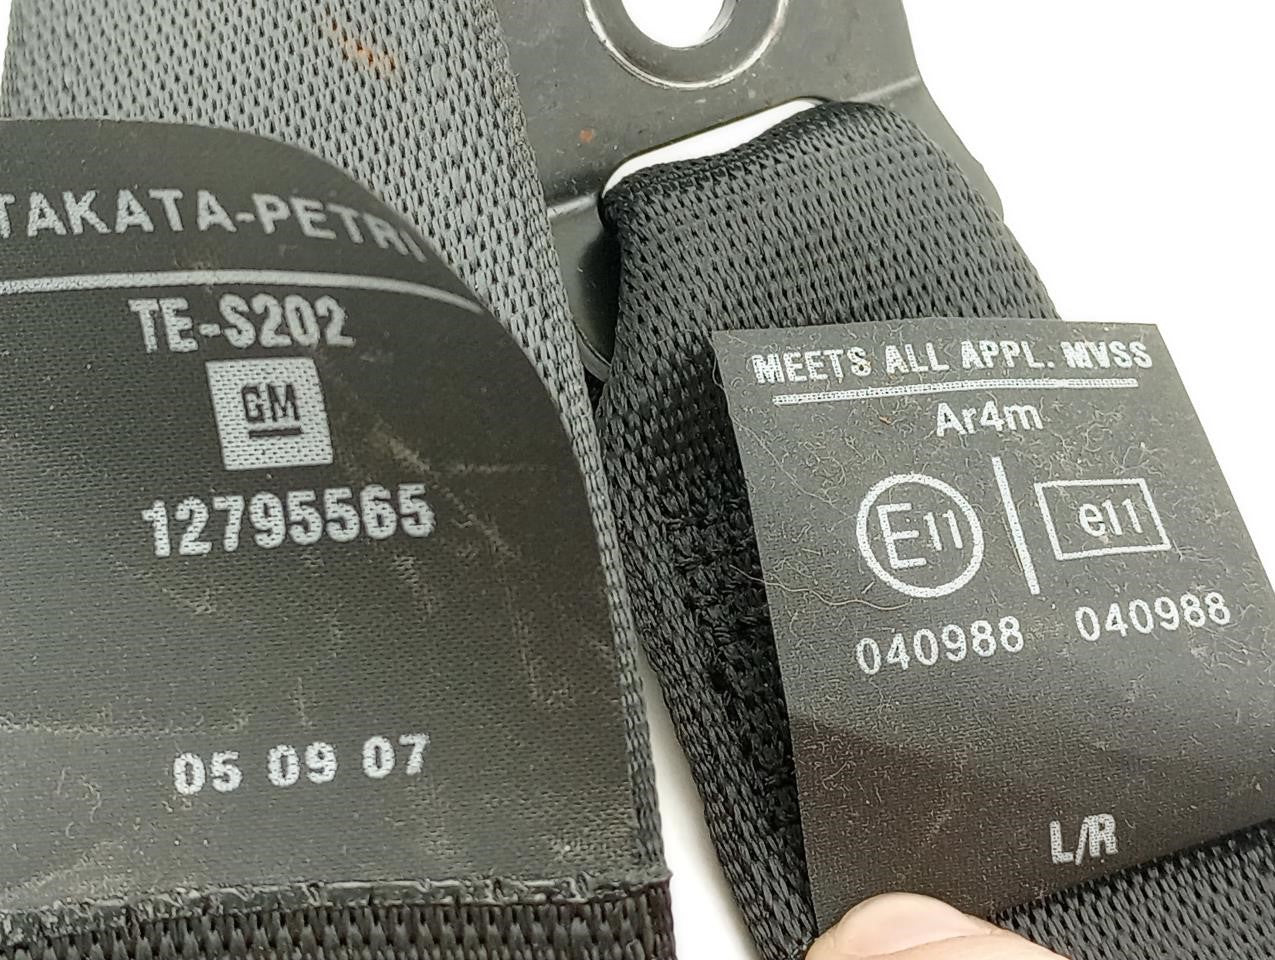 TAKATA-PETRI
TE-S202
GM
12795565
05 09 07
MEETS ALL APPL. MVSS
Ar4m
E11 e11
040988 040988
L/R